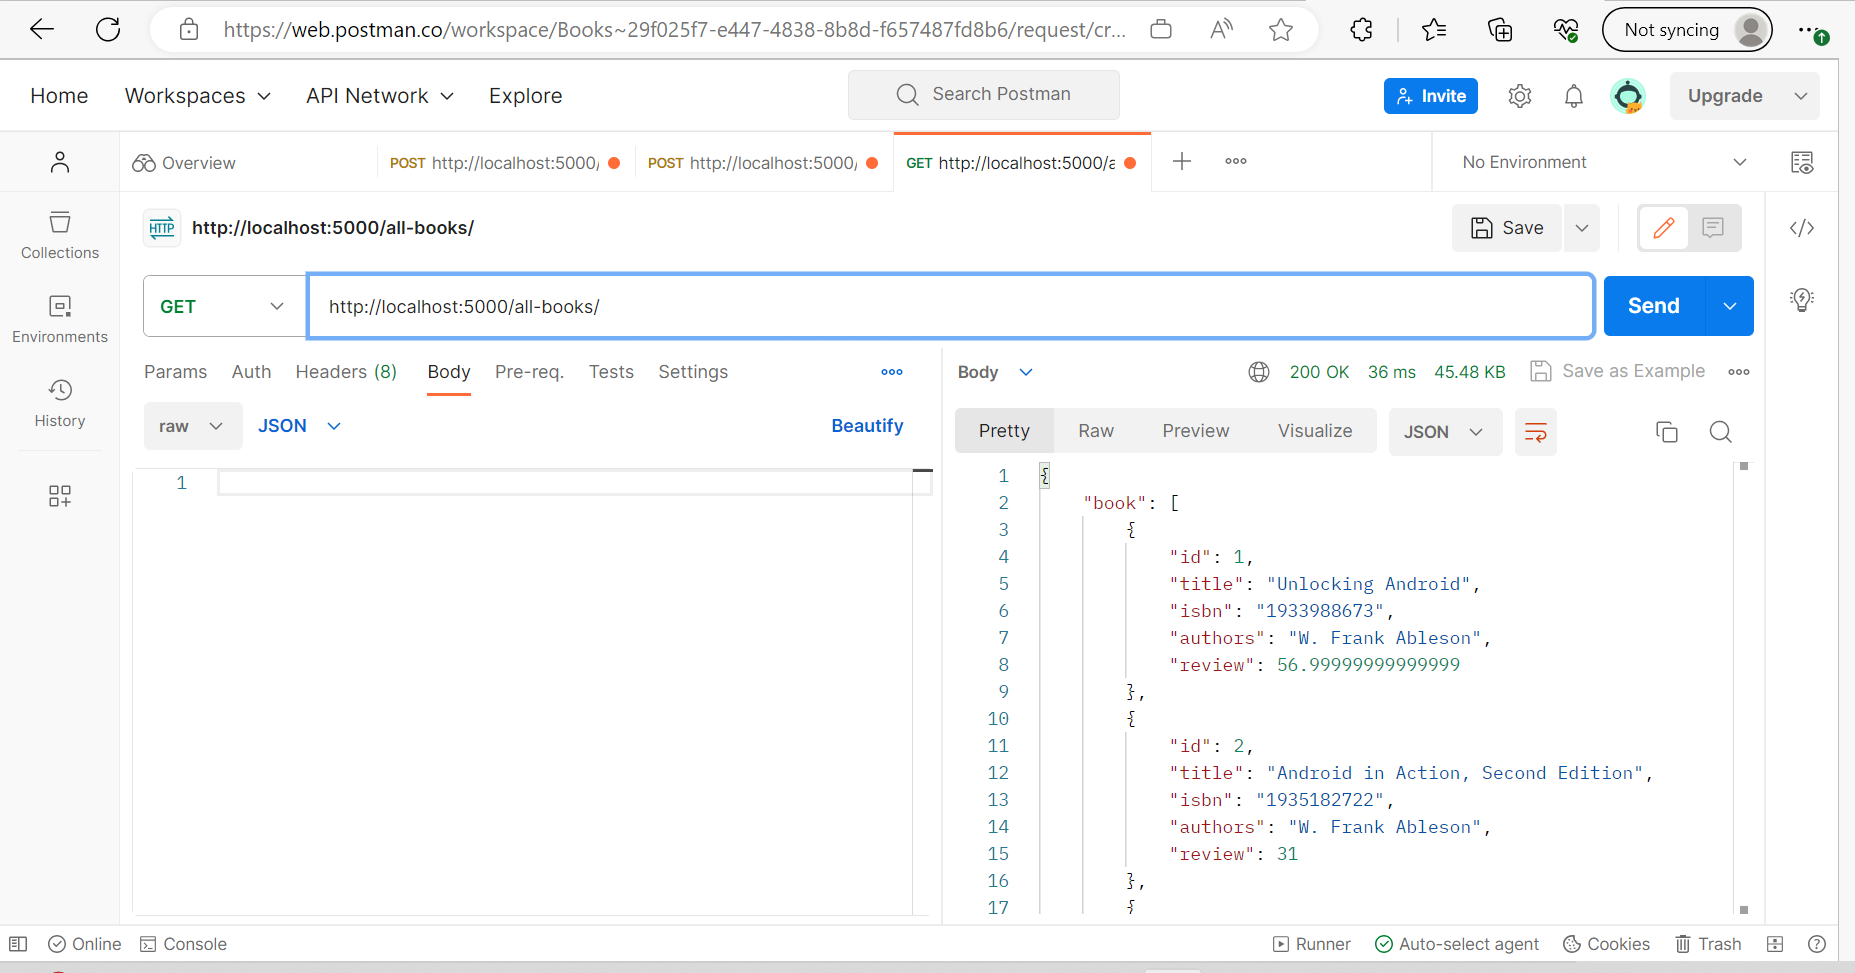 https://web.postman.co/workspace/Books~29f025f7-e447-4838-8b8d-f657487fd8b6/request/cr...
Not syncing
Home Workspaces API Network Explore
Search Postman
Invite
Upgrade
Overview
POST http://localhost:5000/
POST http://localhost:5000/
GET http://localhost:5000/a
No Environment
HTTP http://localhost:5000/all-books/
Save
Collections
Environments
History
GET http://localhost:5000/all-books/
Send
Params Auth Headers (8) Body Pre-req. Tests Settings
raw JSON Beautify
1
Body 200 OK 36 ms 45.48 KB Save as Example
Pretty Raw Preview Visualize JSON
1 {
2 "book": [
3 {
4 "id": 1,
5 "title": "Unlocking Android",
6 "isbn": "1933988673",
7 "authors": "W. Frank Ableson",
8 "review": 56.99999999999999
9 },
10 {
11 "id": 2,
12 "title": "Android in Action, Second Edition",
13 "isbn": "1935182722",
14 "authors": "W. Frank Ableson",
15 "review": 31
16 },
17 {
Online Console
Runner Auto-select agent Cookies Trash